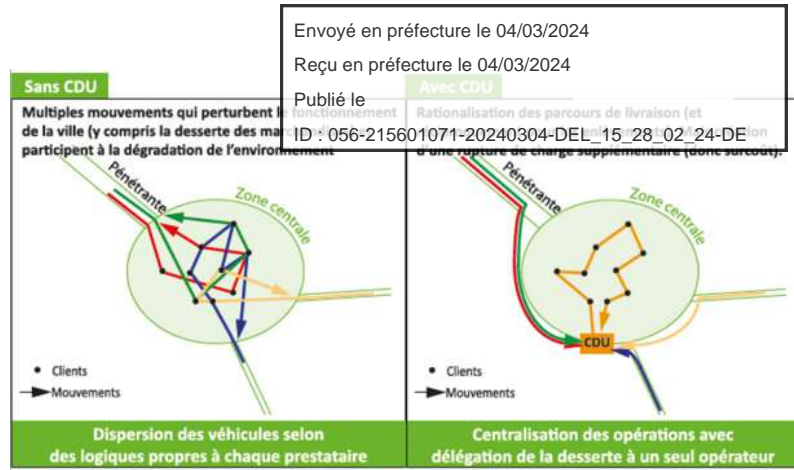 Envoyé en préfecture le 04/03/2024
Reçu en préfecture le 04/03/2024
Publié le
ID : 056-215601071-20240304-DEL_15_28_02_24-DE
Sans CDU
Multiples mouvements qui perturbent le fonctionnement
de la ville (y compris la desserte des
participent à la dégradation de l'environnement
Pénétrante
Zone centrale
Clients
Mouvements
Dispersion des véhicules selon
des logiques propres à chaque prestataire
Avec CDU
Rationalisation des parcours de livraison (et
d'une rupture de charge supplémentaire (donc surcoût).
Pénétrante
Zone centrale
CDU
Clients
Mouvements
Centralisation des opérations avec
délégation de la desserte à un seul opérateur